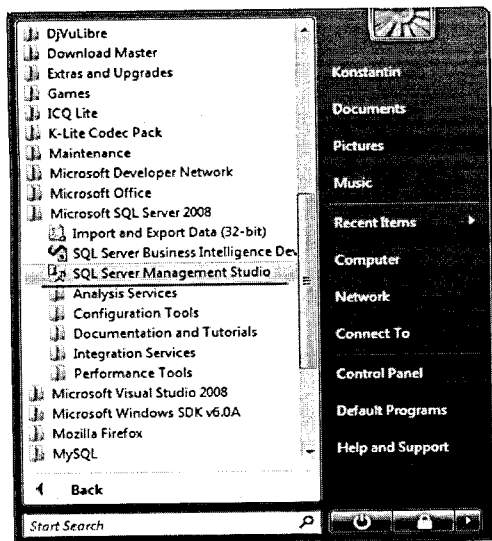 DjVuLibre
Download Master
Extras and Upgrades
Games
ICQ Lite
K-Lite Codec Pack
Maintenance
Microsoft Developer Network
Microsoft Office
Microsoft SQL Server 2008
Import and Export Data (32-bit)
SQL Server Business Intelligence Dev
SQL Server Management Studio
Analysis Services
Configuration Tools
Documentation and Tutorials
Integration Services
Performance Tools
Microsoft Visual Studio 2008
Microsoft Windows SDK v6.0A
Mozilla Firefox
MySQL
Back
Start Search
Konstantin
Documents
Pictures
Music
Recent Items
Computer
Network
Connect To
Control Panel
Default Programs
Help and Support